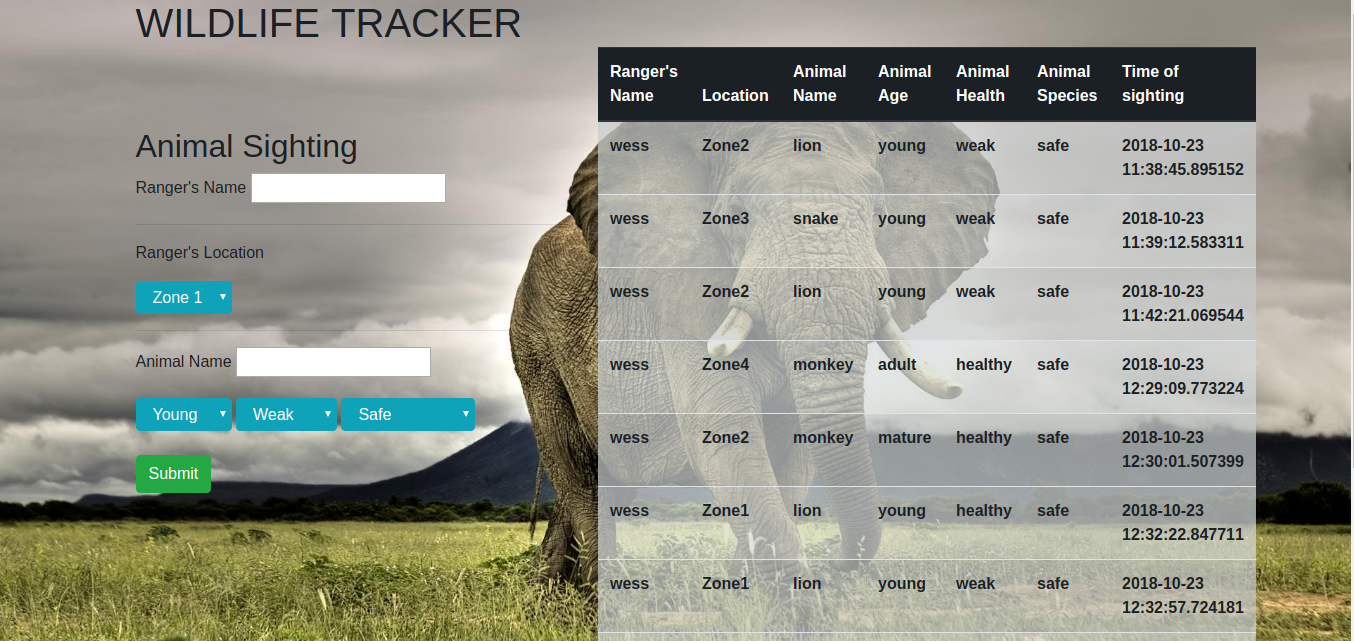 WILDLIFE TRACKER
Animal Sighting
Ranger's Name
Ranger's Location
Zone 1
Animal Name
Young Weak Safe
Submit
Ranger's Name Location Animal Name Animal Age Animal Health Animal Species Time of sighting
wess Zone2 lion young weak safe 2018-10-23 11:38:45.895152
wess Zone3 snake young weak safe 2018-10-23 11:39:12.583311
wess Zone2 lion young weak safe 2018-10-23 11:42:21.069544
wess Zone4 monkey adult healthy safe 2018-10-23 12:29:09.773224
wess Zone2 monkey mature healthy safe 2018-10-23 12:30:01.507399
wess Zone1 lion young healthy safe 2018-10-23 12:32:22.847711
wess Zone1 lion young weak safe 2018-10-23 12:32:57.724181